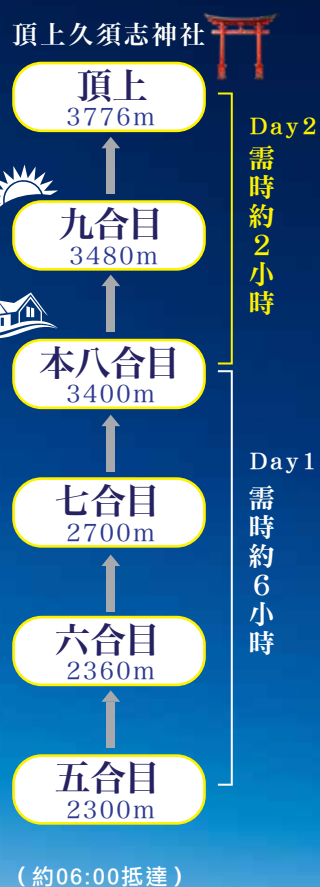 頂上久須志神社
頂上
3776m
九合目
3480m
本八合目
3400m
七合目
2700m
六合目
2360m
五合目
2300m
Day2
需時約2小時
Day1
需時約6小時
（約06:00抵達）